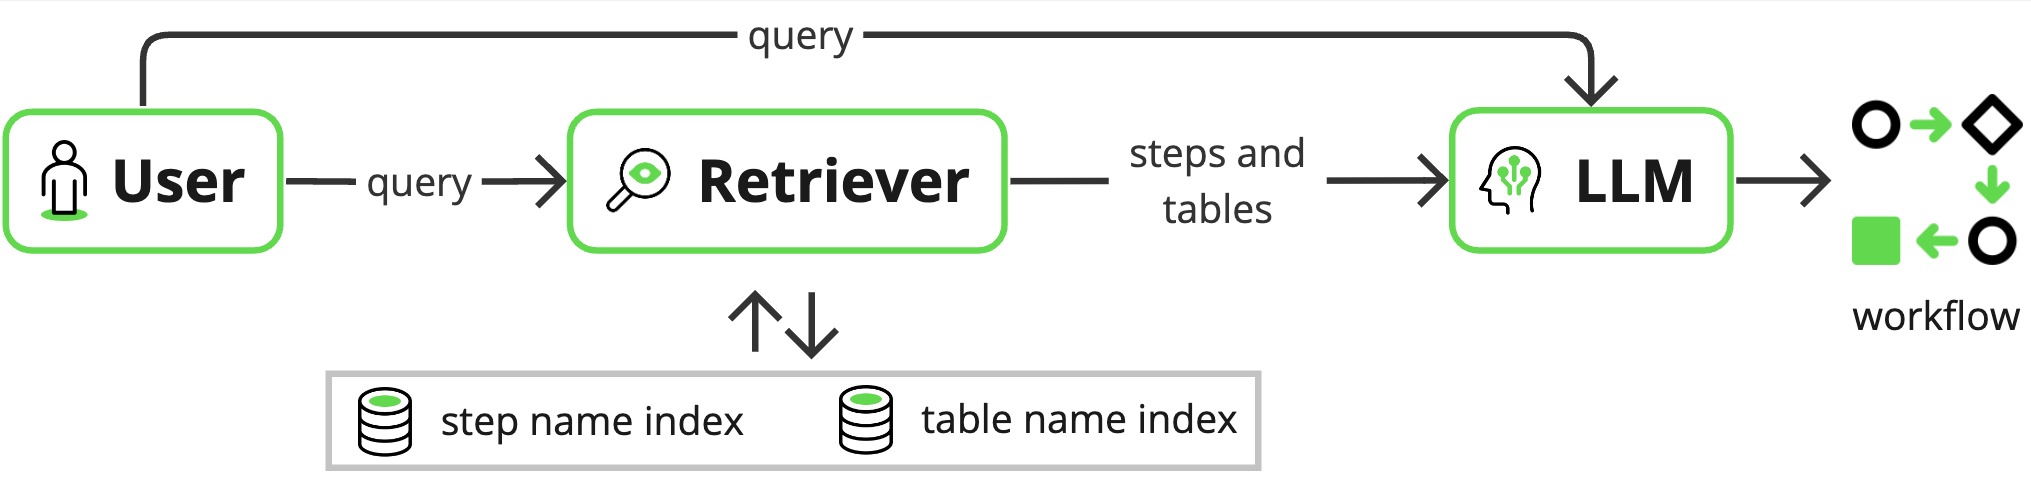 query
User
query
Retriever
steps and
tables
LLM
workflow
step name index
table name index